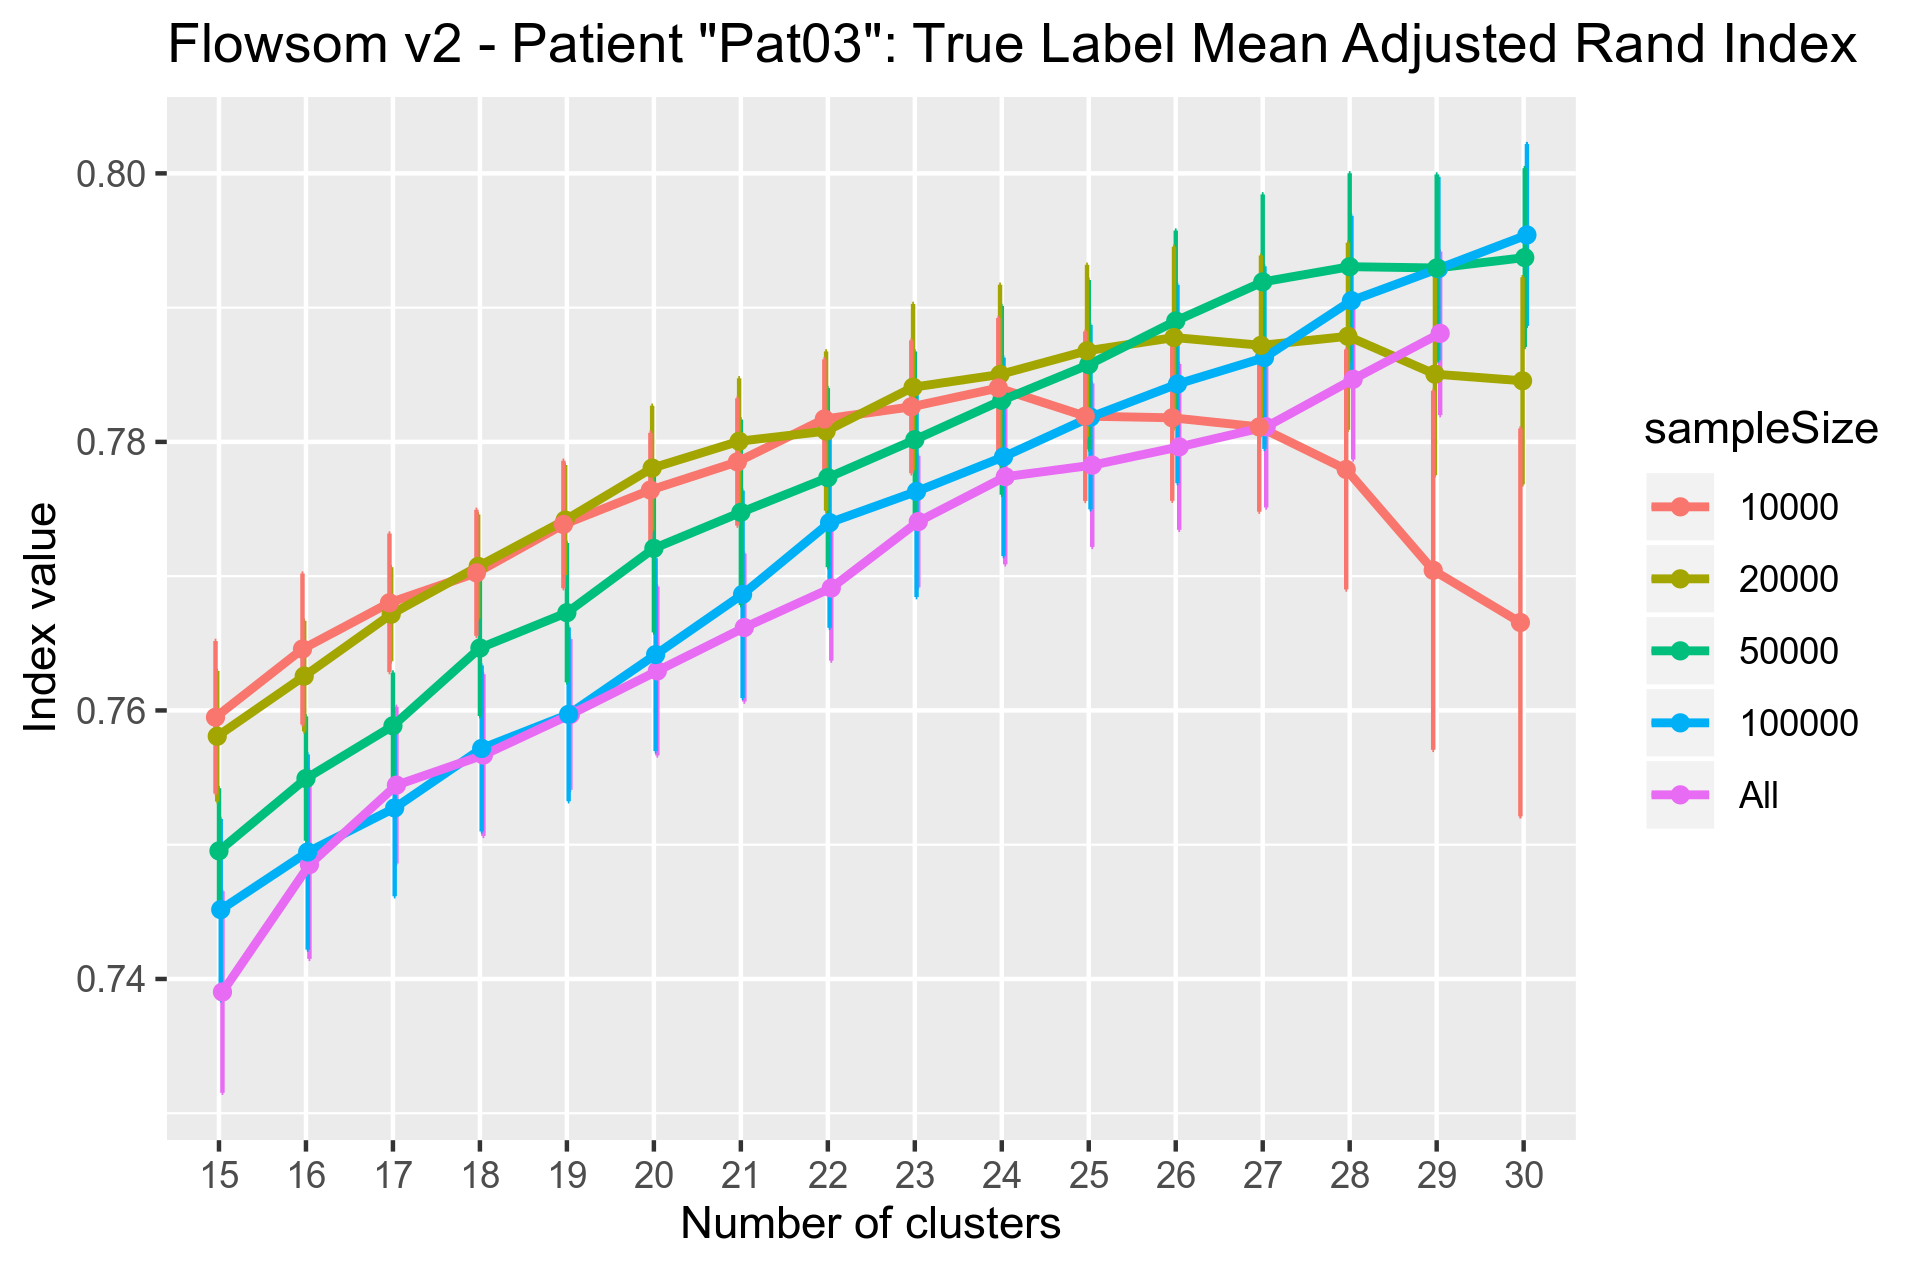 Flowsom v2 - Patient "Pat03": True Label Mean Adjusted Rand Index
Index value
0.80
0.78
0.76
0.74
15 16 17 18 19 20 21 22 23 24 25 26 27 28 29 30
Number of clusters
sampleSize
10000
20000
50000
100000
All